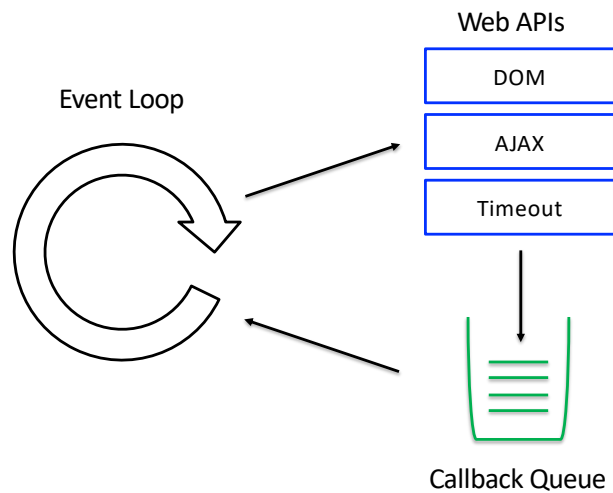 Web APIs
DOM
Event Loop
AJAX
Timeout
Callback Queue